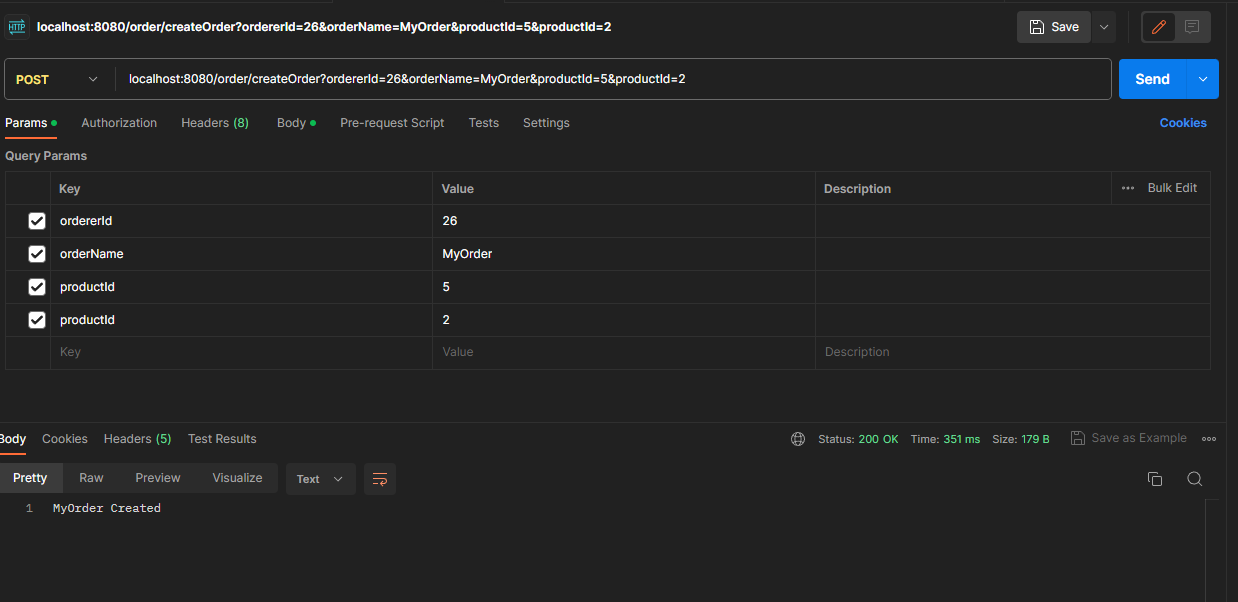 HTTP localhost:8080/order/createOrder?ordererId=26&orderName=MyOrder&productId=5&productId=2 Save
POST localhost:8080/order/createOrder?ordererId=26&orderName=MyOrder&productId=5&productId=2 Send
Params Authorization Headers (8) Body Pre-request Script Tests Settings Cookies
Query Params
Key Value Description Bulk Edit
ordererId 26
orderName MyOrder
productId 5
productId 2
Key Value Description
Body Cookies Headers (5) Test Results Status: 200 OK Time: 351 ms Size: 179 B Save as Example
Pretty Raw Preview Visualize Text
1 MyOrder Created